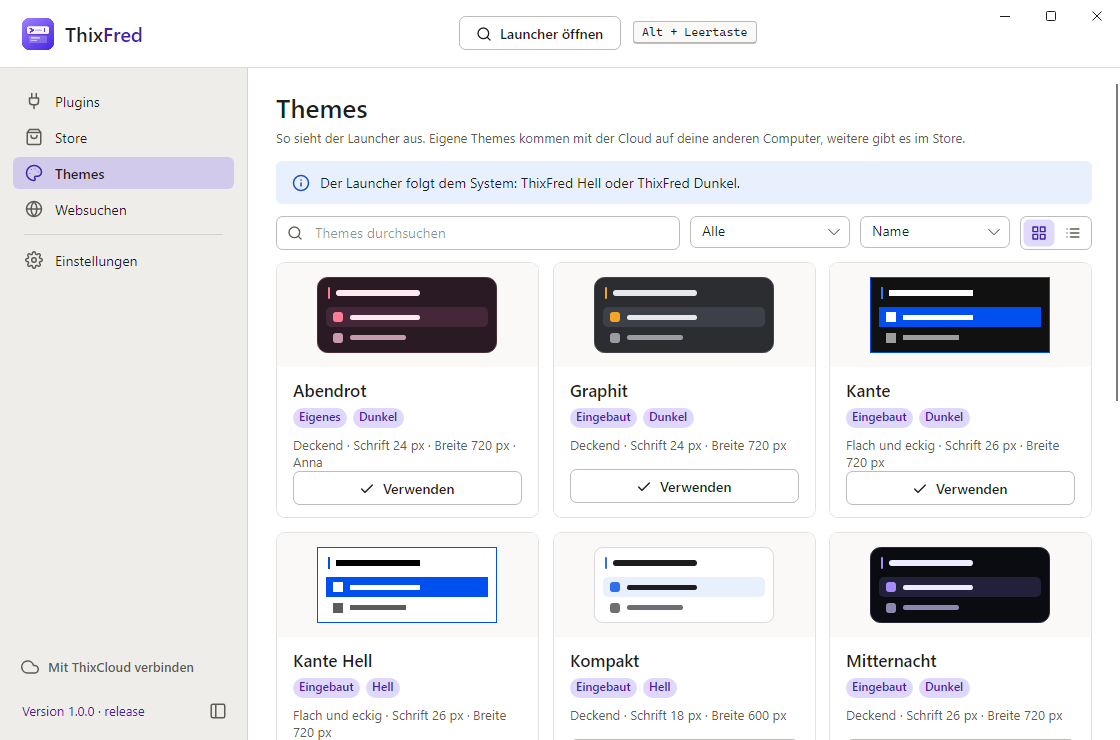 ThixFred
Launcher öffnen
Alt + Leertaste
Plugins
Store
Themes
Websuchen
Einstellungen
Mit ThixCloud verbinden
Version 1.0.0 · release
Themes
So sieht der Launcher aus. Eigene Themes kommen mit der Cloud auf deine anderen Computer, weitere gibt es im Store.
Der Launcher folgt dem System: ThixFred Hell oder ThixFred Dunkel.
Themes durchsuchen
Alle
Name
Abendrot
Eigenes Dunkel
Deckend · Schrift 24 px · Breite 720 px ·
Anna
Verwenden
Graphit
Eingebaut Dunkel
Deckend · Schrift 24 px · Breite 720 px
Verwenden
Kante
Eingebaut Dunkel
Flach und eckig · Schrift 26 px · Breite
720 px
Verwenden
Kante Hell
Eingebaut Hell
Flach und eckig · Schrift 26 px · Breite
720 px
Kompakt
Eingebaut Hell
Deckend · Schrift 18 px · Breite 600 px
Mitternacht
Eingebaut Dunkel
Deckend · Schrift 26 px · Breite 720 px